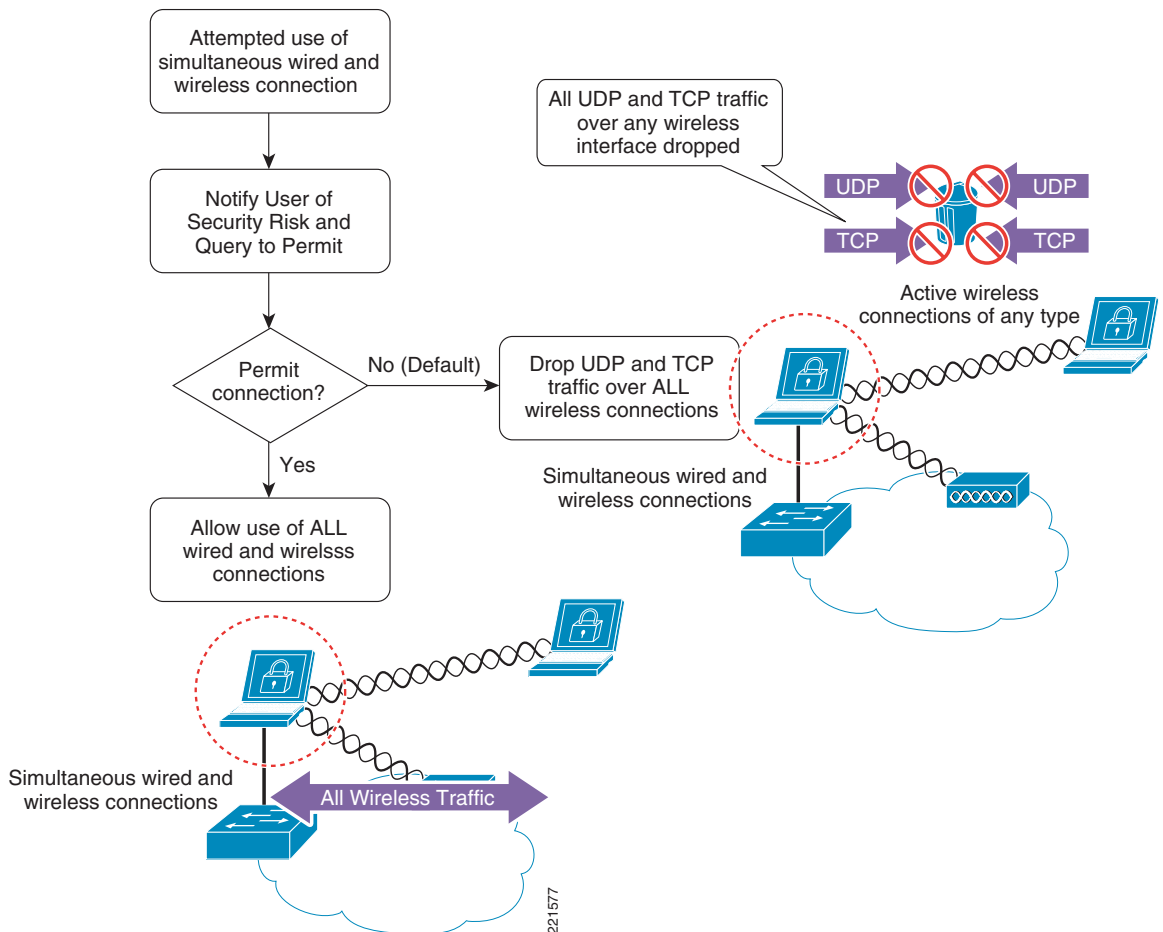 Attempted use of
simultaneous wired and
wireless connection
Notify User of
Security Risk and
Query to Permit
Permit
connection?
No (Default)
Yes
Drop UDP and TCP
traffic over ALL
wireless connections
Allow use of ALL
wired and wirelsss
connections
All UDP and TCP traffic
over any wireless
interface dropped
UDP
UDP
TCP
TCP
Active wireless
connections of any type
Simultaneous wired and
wireless connections
Simultaneous wired and
wireless connections
All Wireless Traffic
221577